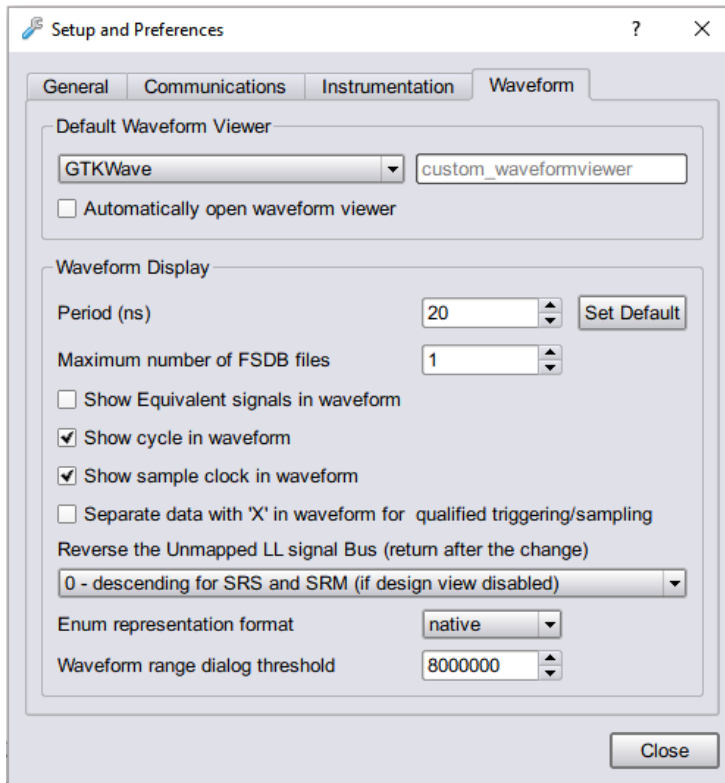 Setup and Preferences ? ×
General Communications Instrumentation Waveform
Default Waveform Viewer
GTKWave custom_waveformviewer
Automatically open waveform viewer
Waveform Display
Period (ns) 20 Set Default
Maximum number of FSDB files 1
Show Equivalent signals in waveform
Show cycle in waveform
Show sample clock in waveform
Separate data with 'X' in waveform for qualified triggering/sampling
Reverse the Unmapped LL signal Bus (return after the change)
0 - descending for SRS and SRM (if design view disabled)
Enum representation format native
Waveform range dialog threshold 8000000
Close